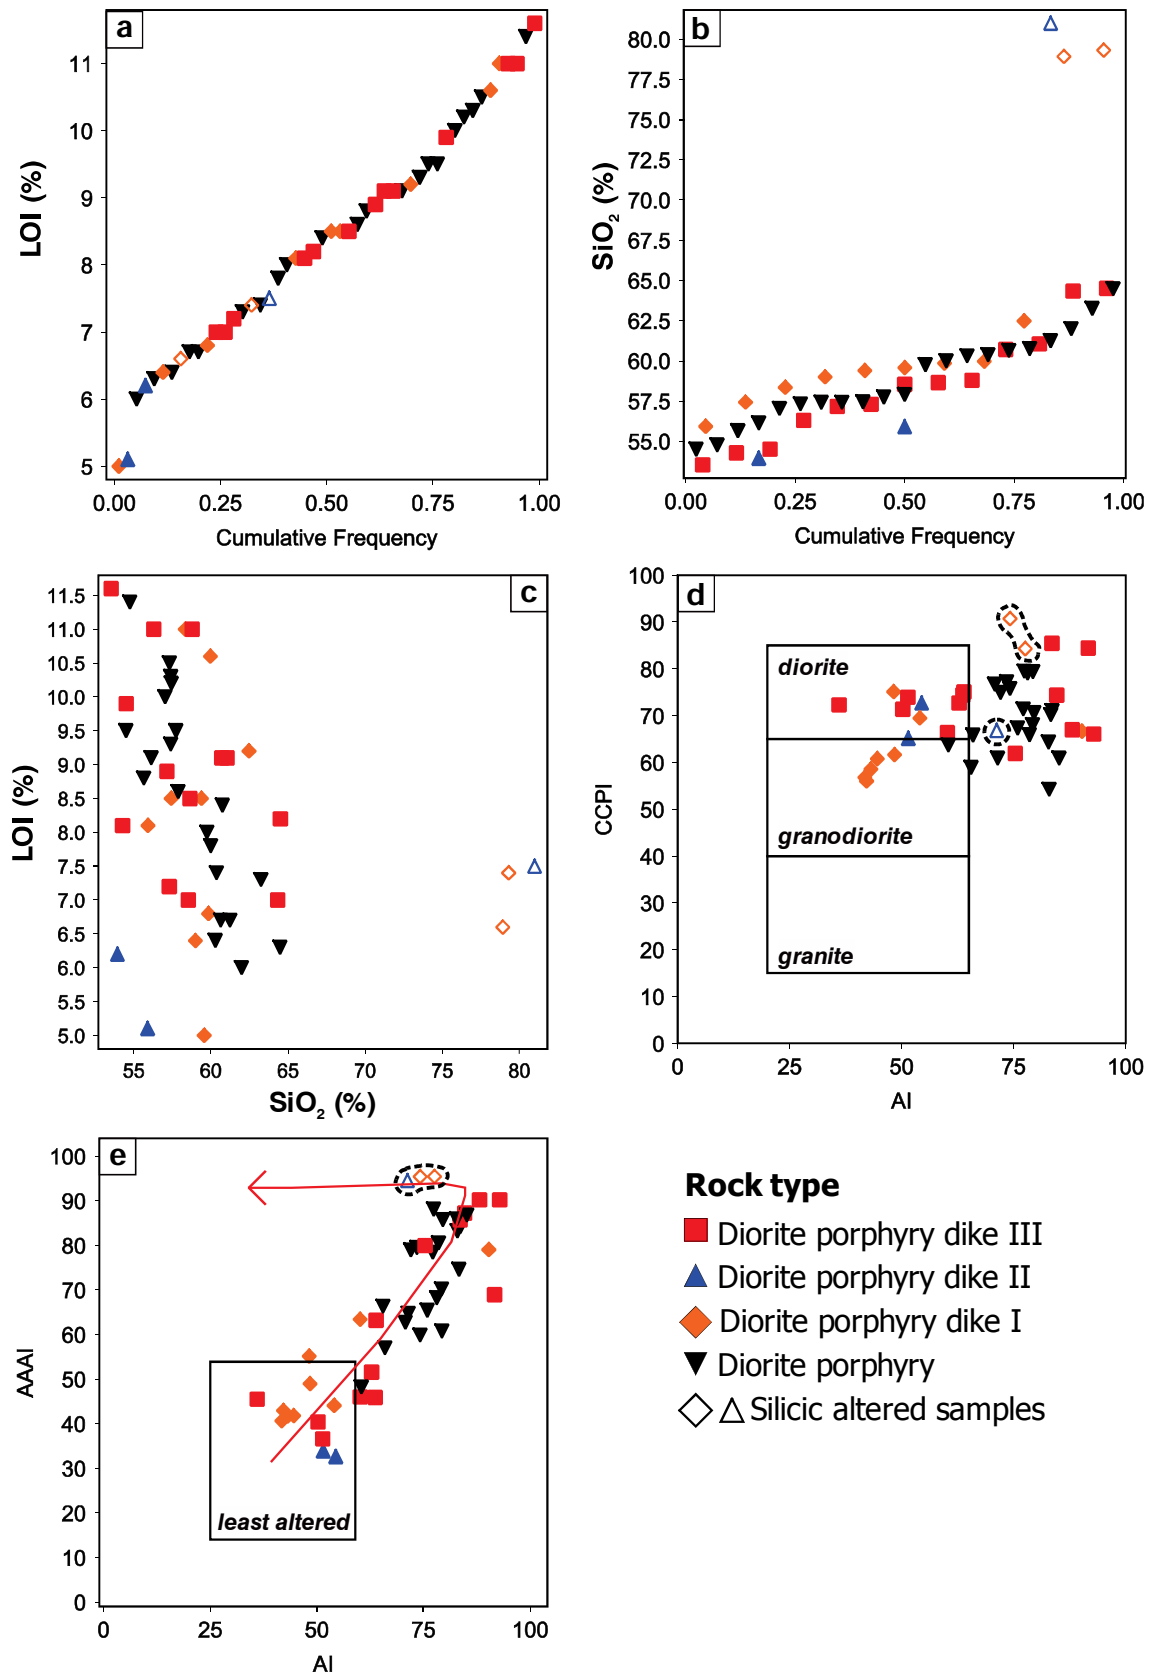 a
11
10
9
8
7
6
5
LOI (%)
0.00 0.25 0.50 0.75 1.00
Cumulative Frequency
b
80.0
77.5
75.0
72.5
70.0
67.5
65.0
62.5
60.0
57.5
55.0
SiO₂ (%)
0.00 0.25 0.50 0.75 1.00
Cumulative Frequency
c
11.5
11.0
10.5
10.0
9.5
9.0
8.5
8.0
7.5
7.0
6.5
6.0
5.5
5.0
LOI (%)
55 60 65 70 75 80
SiO₂ (%)
d
100
90
80
70
60
50
40
30
20
10
0
CCPI
diorite
granodiorite
granite
0 25 50 75 100
AI
e
100
90
80
70
60
50
40
30
20
10
0
AAAI
least altered
0 25 50 75 100
AI
Rock type
Diorite porphyry dike III
Diorite porphyry dike II
Diorite porphyry dike I
Diorite porphyry
Silicic altered samples